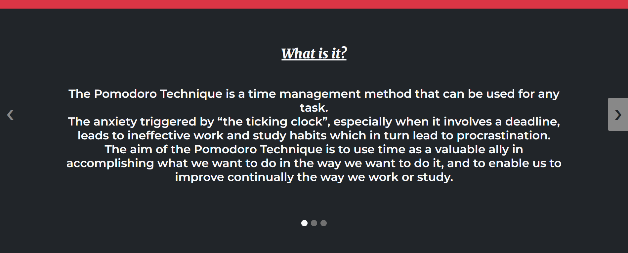 What is it?
The Pomodoro Technique is a time management method that can be used for any
task.
The anxiety triggered by “the ticking clock”, especially when it involves a deadline,
leads to ineffective work and study habits which in turn lead to procrastination.
The aim of the Pomodoro Technique is to use time as a valuable ally in
accomplishing what we want to do in the way we want to do it, and to enable us to
improve continually the way we work or study.